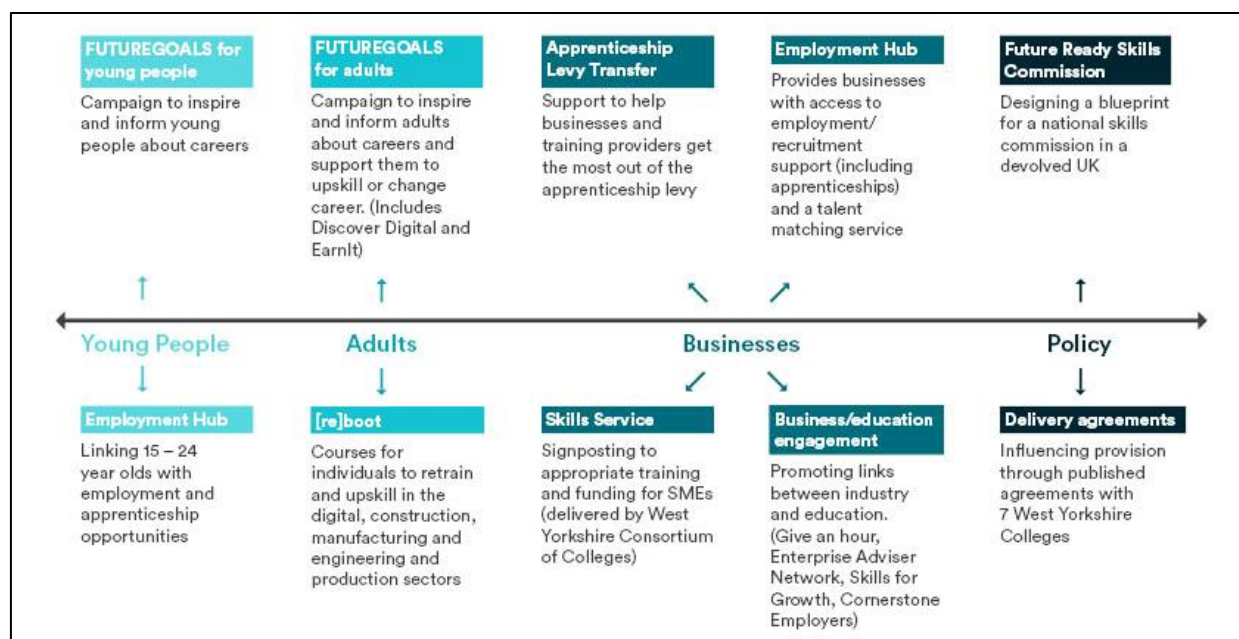 FUTUREGOALS for
young people
Campaign to inspire
and inform young
people about careers
FUTUREGOALS
for adults
Campaign to inspire
and inform adults
about careers and
support them to
upskill or change
career. (Includes
Discover Digital and
EarnIt)
Apprenticeship
Levy Transfer
Support to help
businesses and
training providers get
the most out of the
apprenticeship levy
Employment Hub
Provides businesses
with access to
employment/
recruitment
support (including
apprenticeships)
and a talent
matching service
Future Ready Skills
Commission
Designing a blueprint
for a national skills
commission in a
devolved UK
Young People
Adults
Businesses
Policy
Employment Hub
Linking 15 – 24
year olds with
employment and
apprenticeship
opportunities
[re]boot
Courses for
individuals to retrain
and upskill in the
digital, construction,
manufacturing and
engineering and
production sectors
Skills Service
Signposting to
appropriate training
and funding for SMEs
(delivered by West
Yorkshire Consortium
of Colleges)
Business/education
engagement
Promoting links
between industry
and education.
(Give an hour,
Enterprise Adviser
Network, Skills for
Growth, Cornerstone
Employers)
Delivery agreements
Influencing provision
through published
agreements with
7 West Yorkshire
Colleges